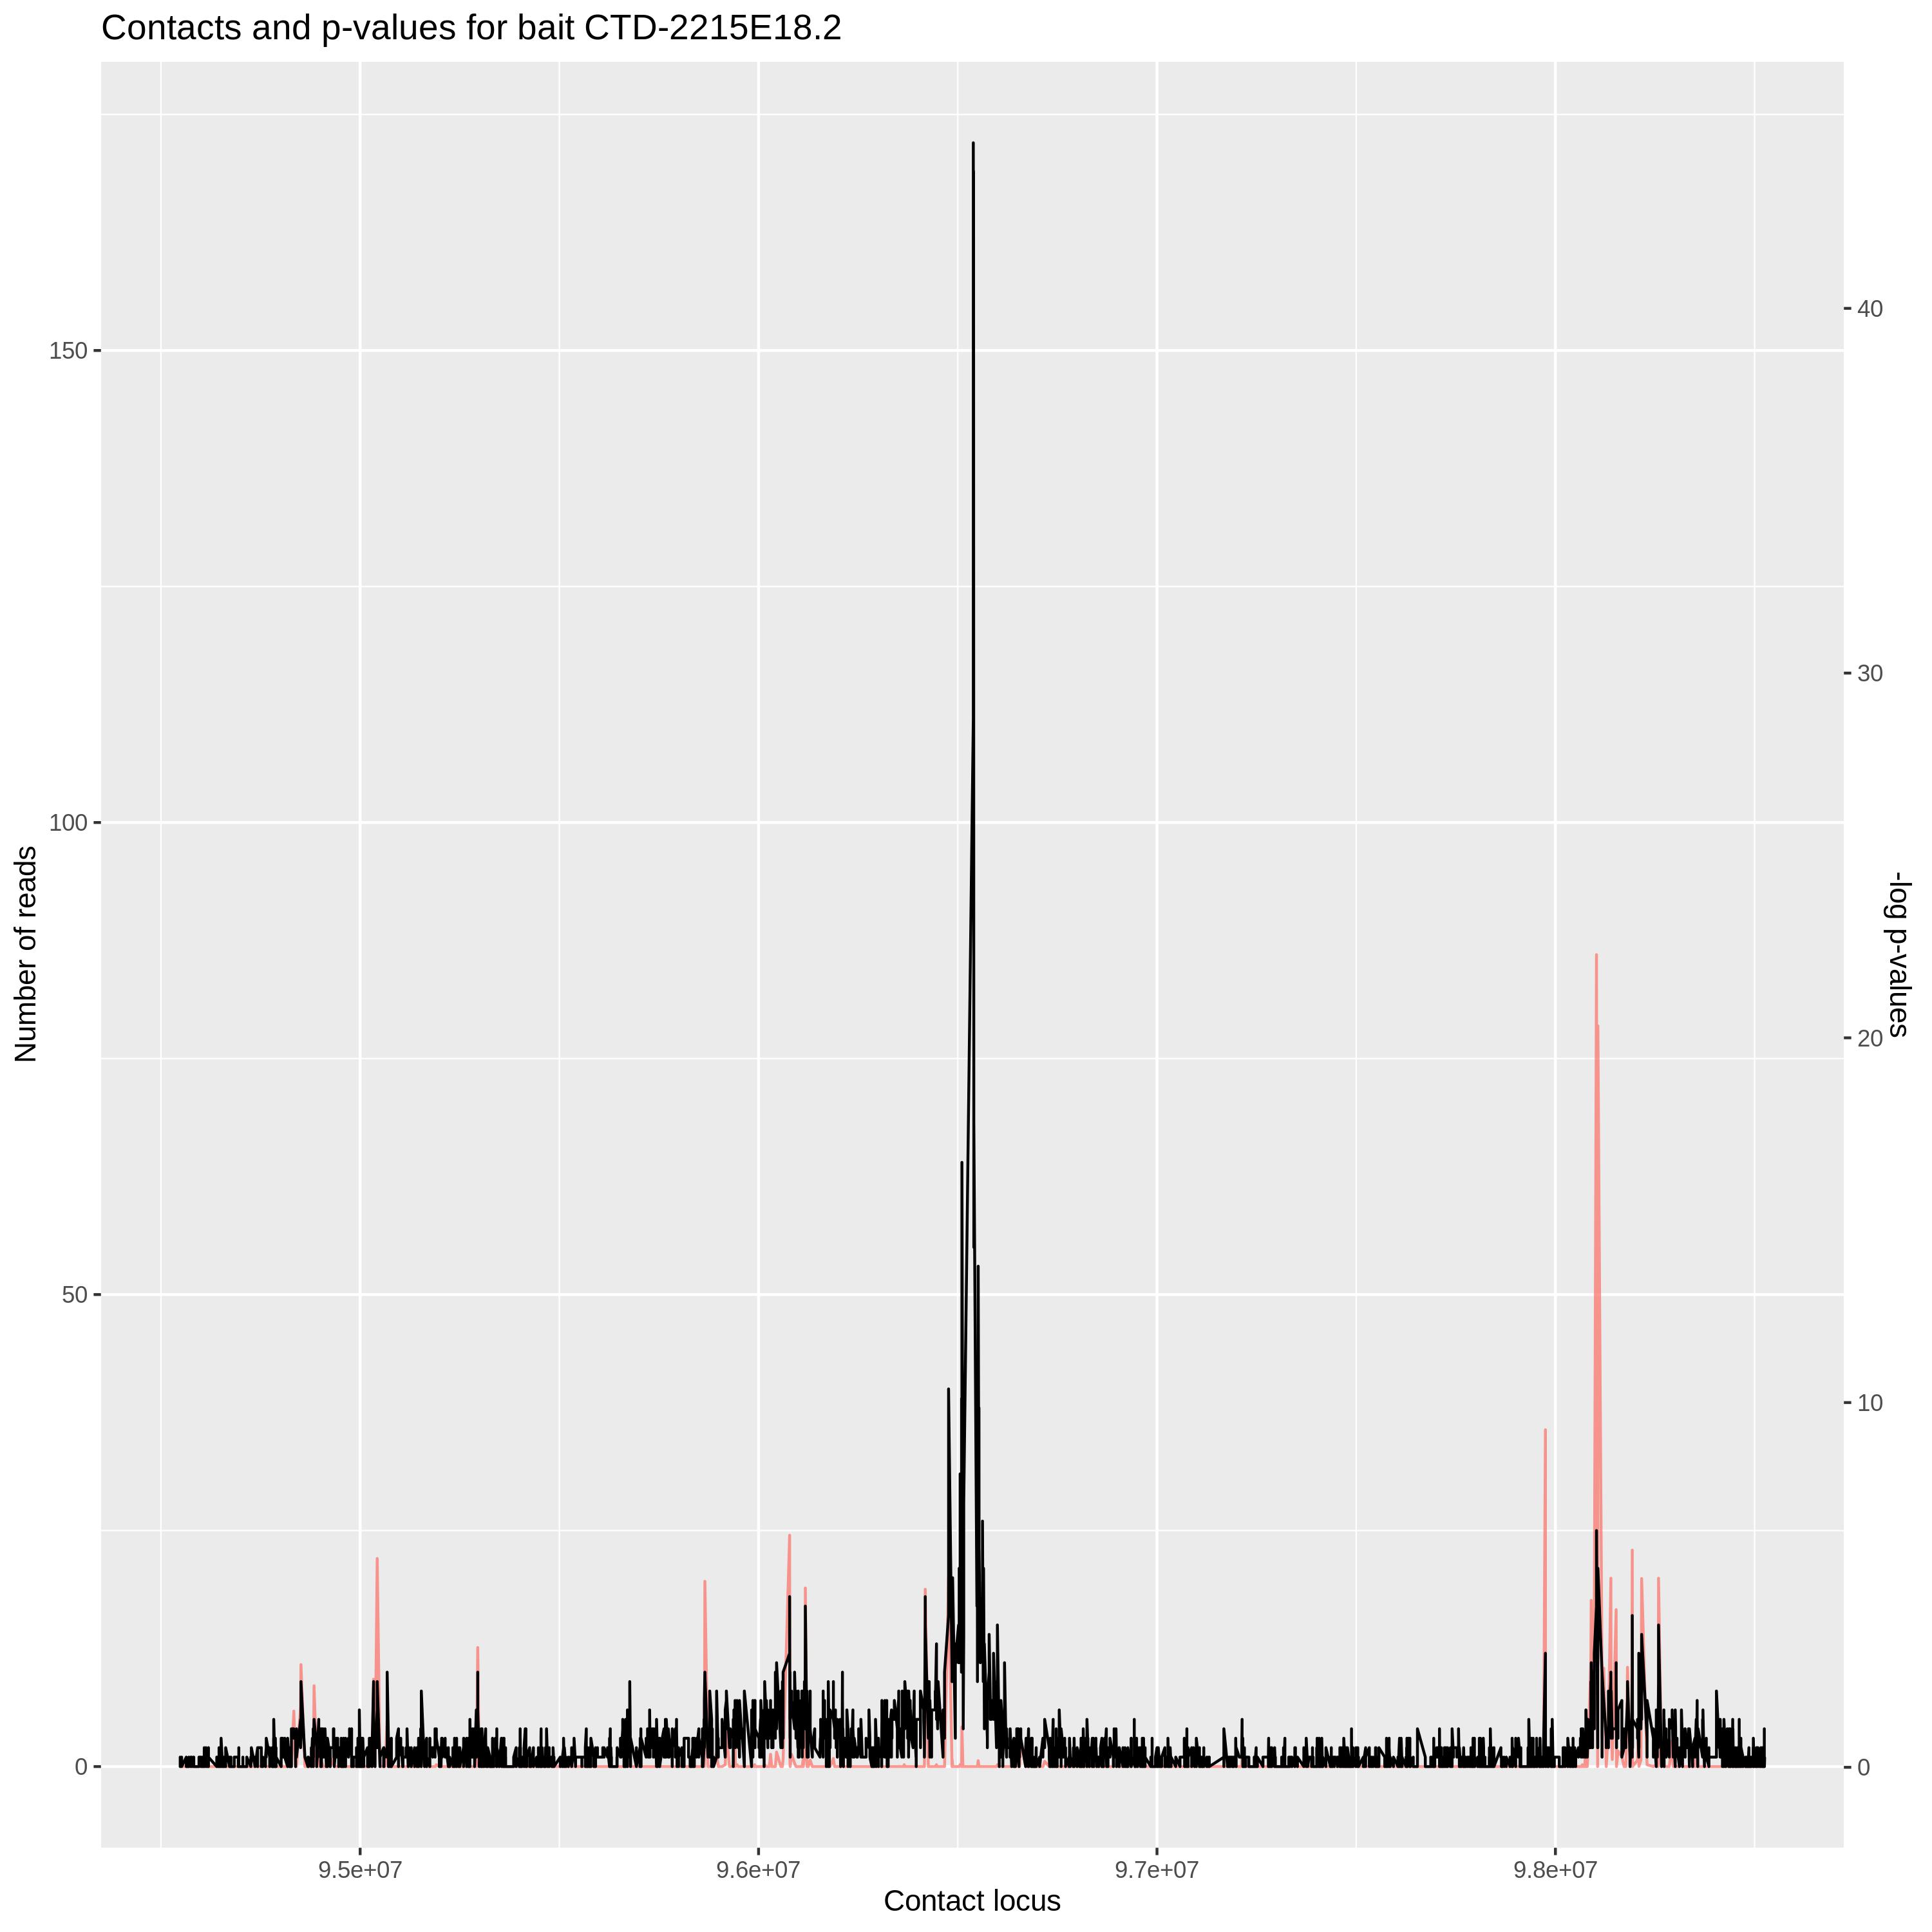 Contacts and p-values for bait CTD-2215E18.2
Number of reads
150
100
50
0
40
30
20
10
0
-log p-values
9.5e+07
9.6e+07
9.7e+07
9.8e+07
Contact locus